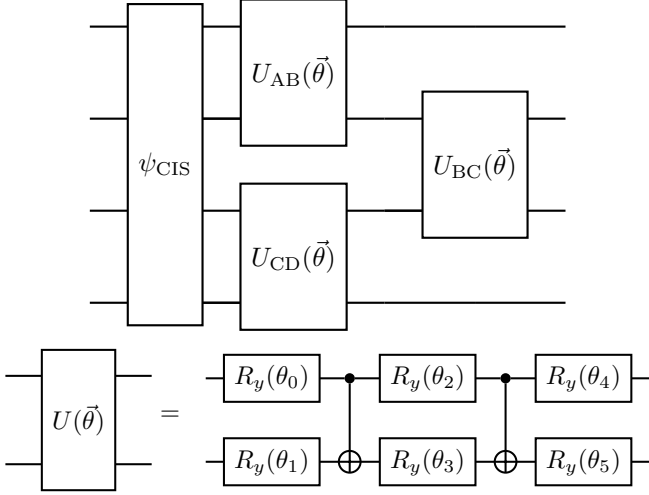 U_AB(θ⃗)
ψ_CIS
U_BC(θ⃗)
U_CD(θ⃗)
R_y(θ_0) R_y(θ_2) R_y(θ_4)
U(θ⃗) =
R_y(θ_1) R_y(θ_3) R_y(θ_5)